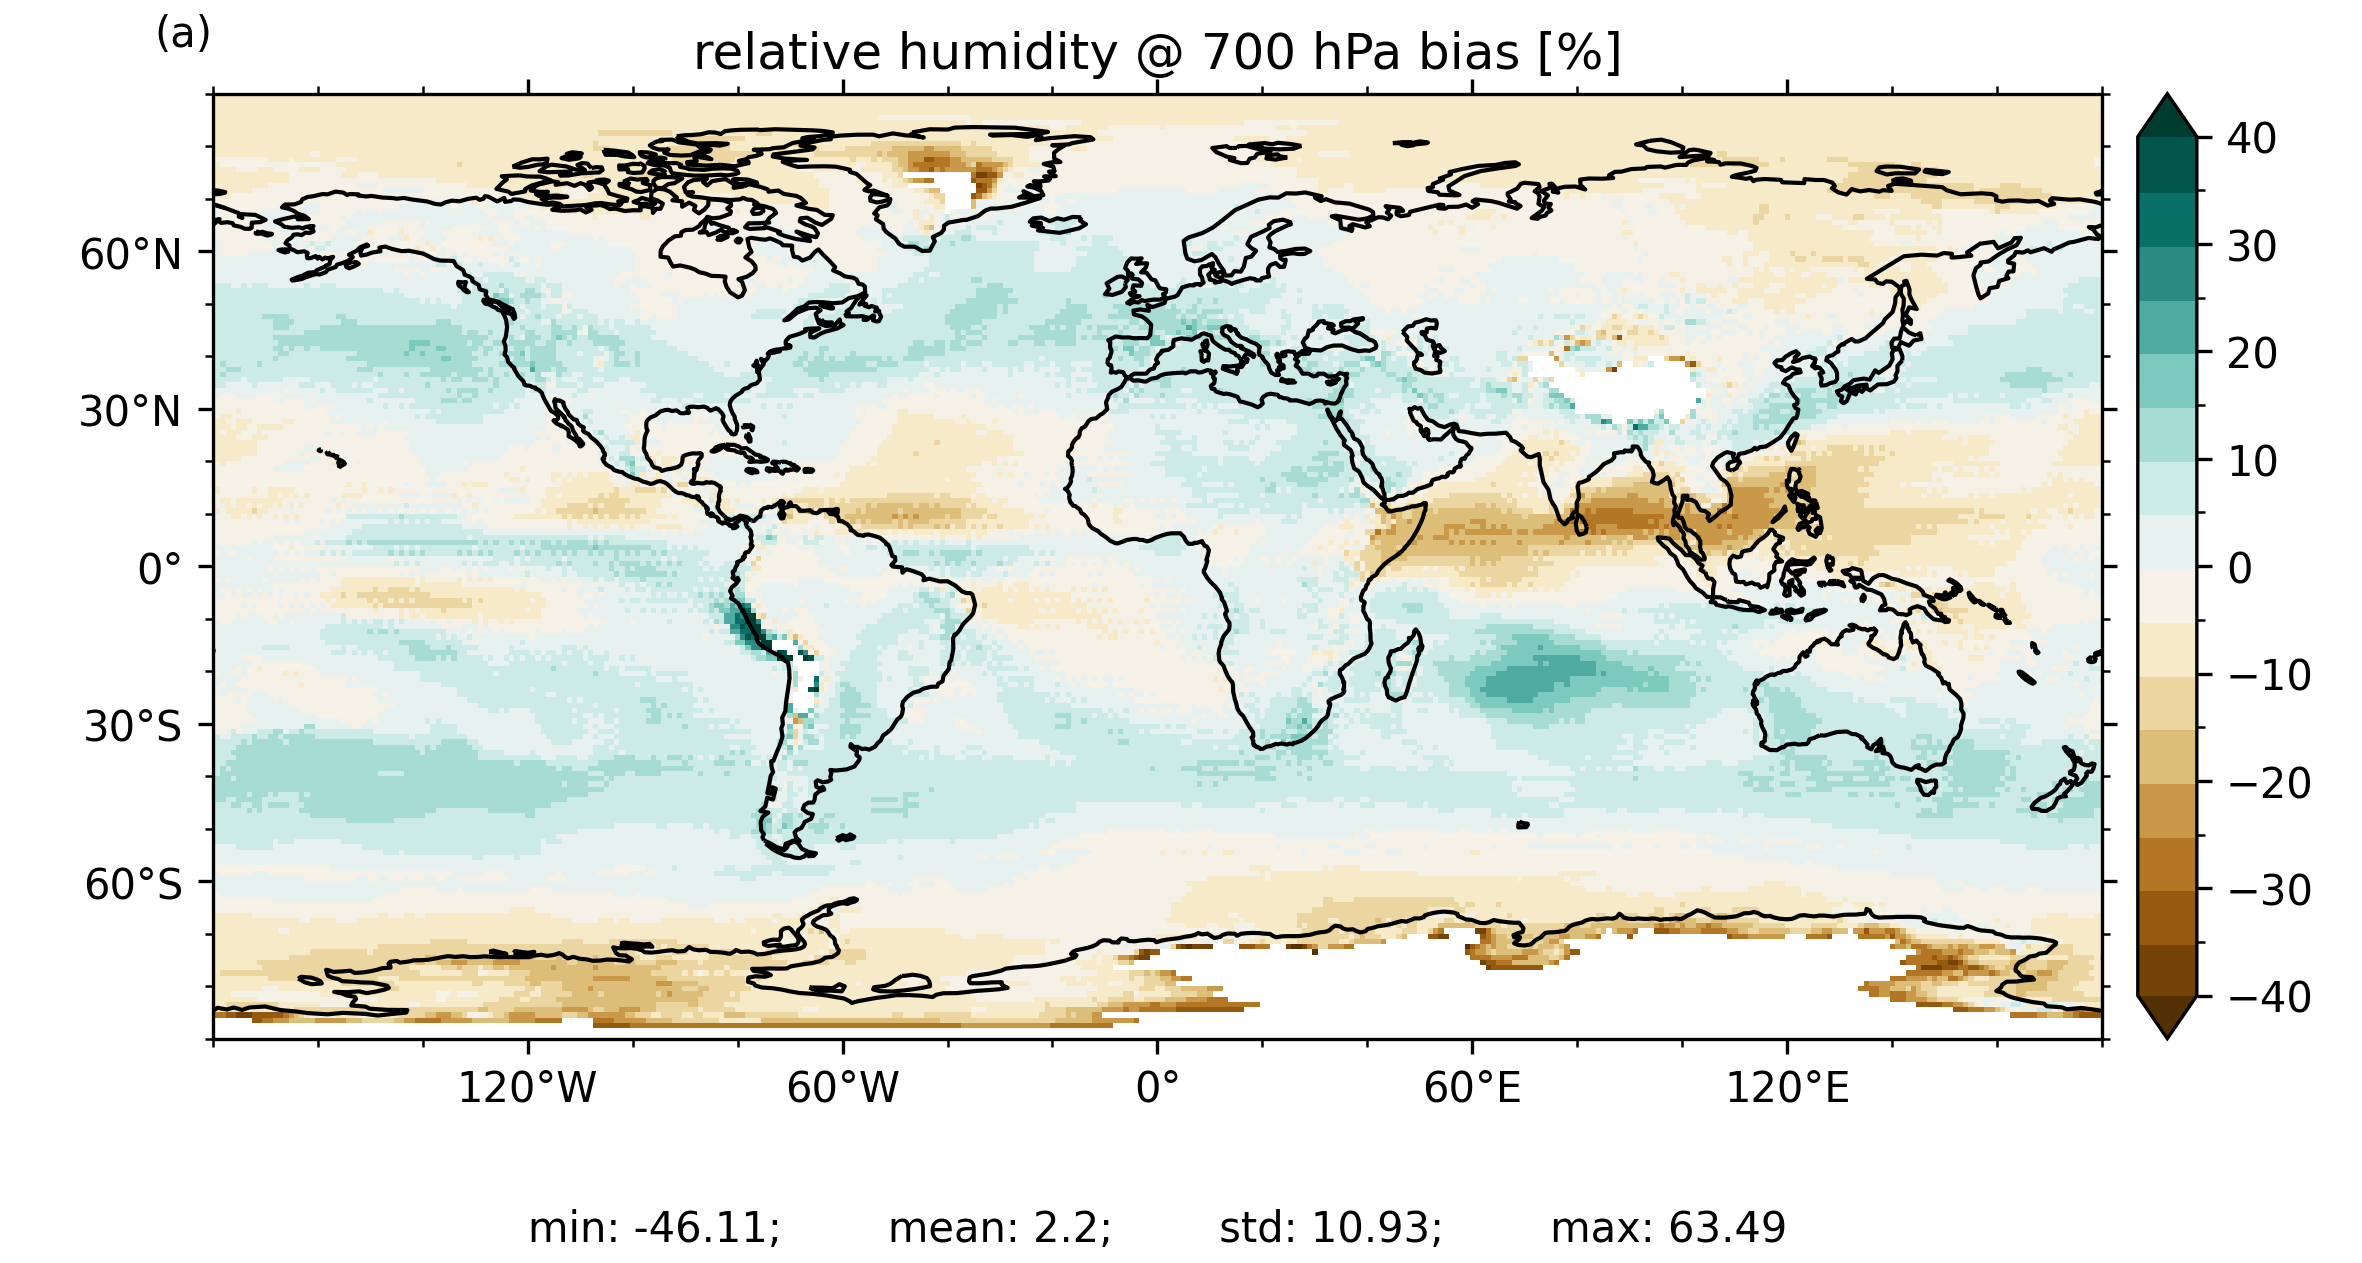 (a)
relative humidity @ 700 hPa bias [%]
60°N
30°N
0°
30°S
60°S
120°W 60°W 0° 60°E 120°E
40
30
20
10
0
−10
−20
−30
−40
min: -46.11; mean: 2.2; std: 10.93; max: 63.49